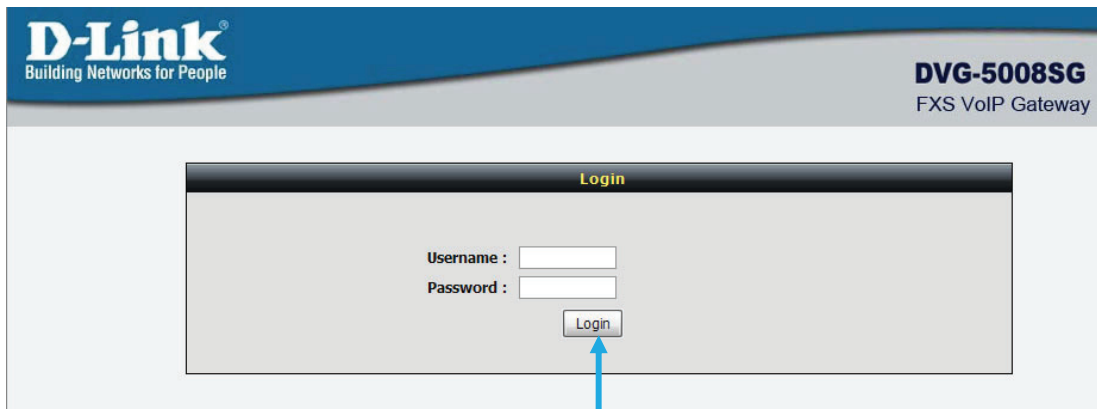 D-Link®
Building Networks for People
DVG-5008SG
FXS VoIP Gateway
Login
Username :
Password :
Login